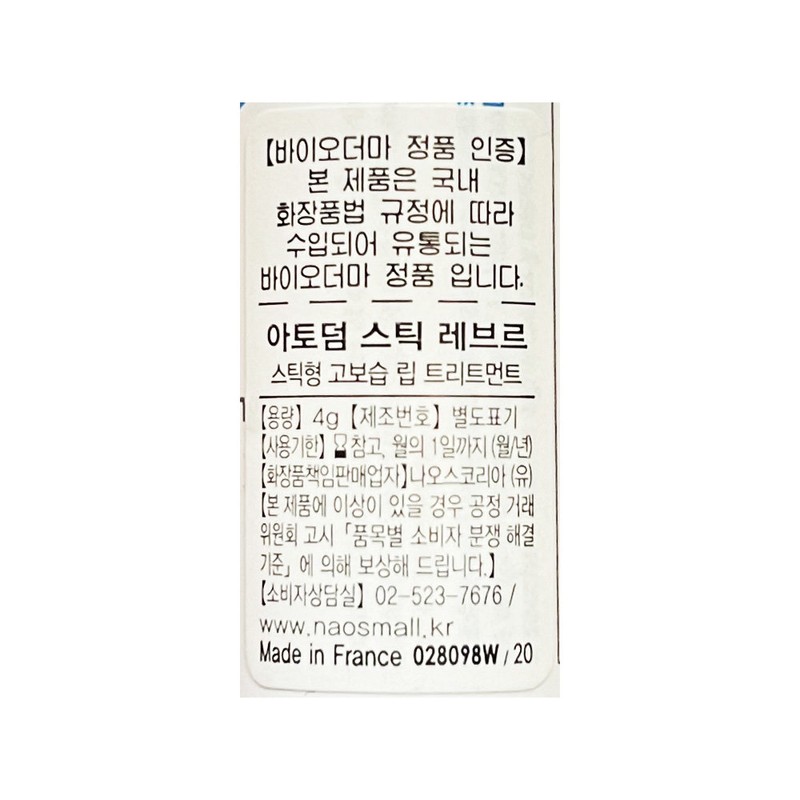 【바이오더마 정품 인증】
본 제품은 국내
화장품법 규정에 따라
수입되어 유통되는
바이오더마 정품 입니다.
아토덤 스틱 레브르
스틱형 고보습 립 트리트먼트
【용량】 4g 【제조번호】 별도표기
【사용기한】 ⌛참고, 월의 1일까지 (월/년)
【화장품책임판매업자】나오스코리아 (유)
【본 제품에 이상이 있을 경우 공정 거래
위원회 고시 「품목별 소비자 분쟁 해결
기준」 에 의해 보상해 드립니다.】
【소비자상담실】 02-523-7676 /
www.naosmall.kr
Made in France 028098W / 20